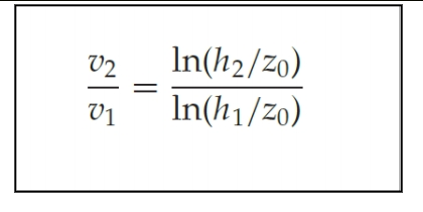 v₂/v₁ = ln(h₂/z₀)/ln(h₁/z₀)